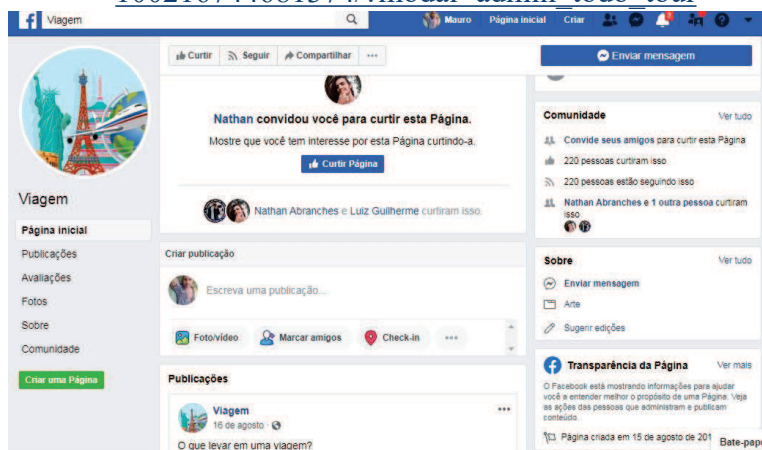 Viagem
Mauro Página inicial Criar
Curtir Seguir Compartilhar ...
Enviar mensagem
Nathan convidou você para curtir esta Página.
Mostre que você tem interesse por esta Página curtindo-a.
Curtir Página
Nathan Abranches e Luiz Guilherme curtiram isso.
Viagem
Página inicial
Publicações
Avaliações
Fotos
Sobre
Comunidade
Criar uma Página
Criar publicação
Escreva uma publicação...
Foto/vídeo Marcar amigos Check-in ...
Publicações
Viagem
16 de agosto ·
O que levar em uma viagem?
Comunidade Ver tudo
Convide seus amigos para curtir esta Página
220 pessoas curtiram isso
220 pessoas estão seguindo isso
Nathan Abranches e 1 outra pessoa curtiram
isso
Sobre Ver tudo
Enviar mensagem
Arte
Sugerir edições
Transparência da Página Ver mais
O Facebook está mostrando informações para ajudar
você a entender melhor o propósito de uma Página. Veja
as ações das pessoas que administram e publicam
conteúdo.
Página criada em 15 de agosto de 201
Bate-pap